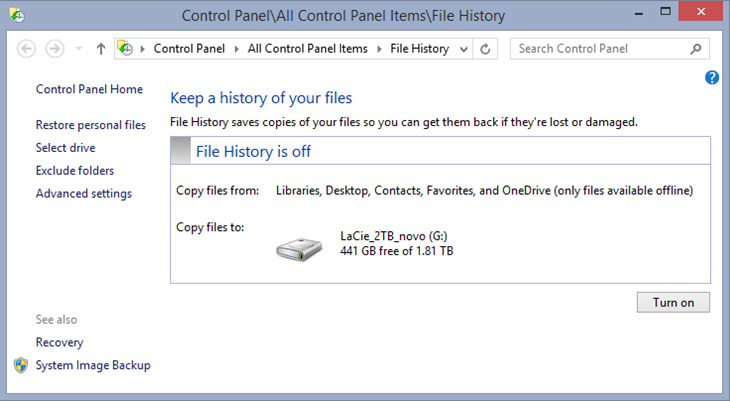 Control Panel\All Control Panel Items\File History
Control Panel All Control Panel Items File History
Search Control Panel
Control Panel Home
Restore personal files
Select drive
Exclude folders
Advanced settings
Keep a history of your files
File History saves copies of your files so you can get them back if they're lost or damaged.
File History is off
Copy files from: Libraries, Desktop, Contacts, Favorites, and OneDrive (only files available offline)
Copy files to: LaCie_2TB_novo (G:)
441 GB free of 1.81 TB
Turn on
See also
Recovery
System Image Backup